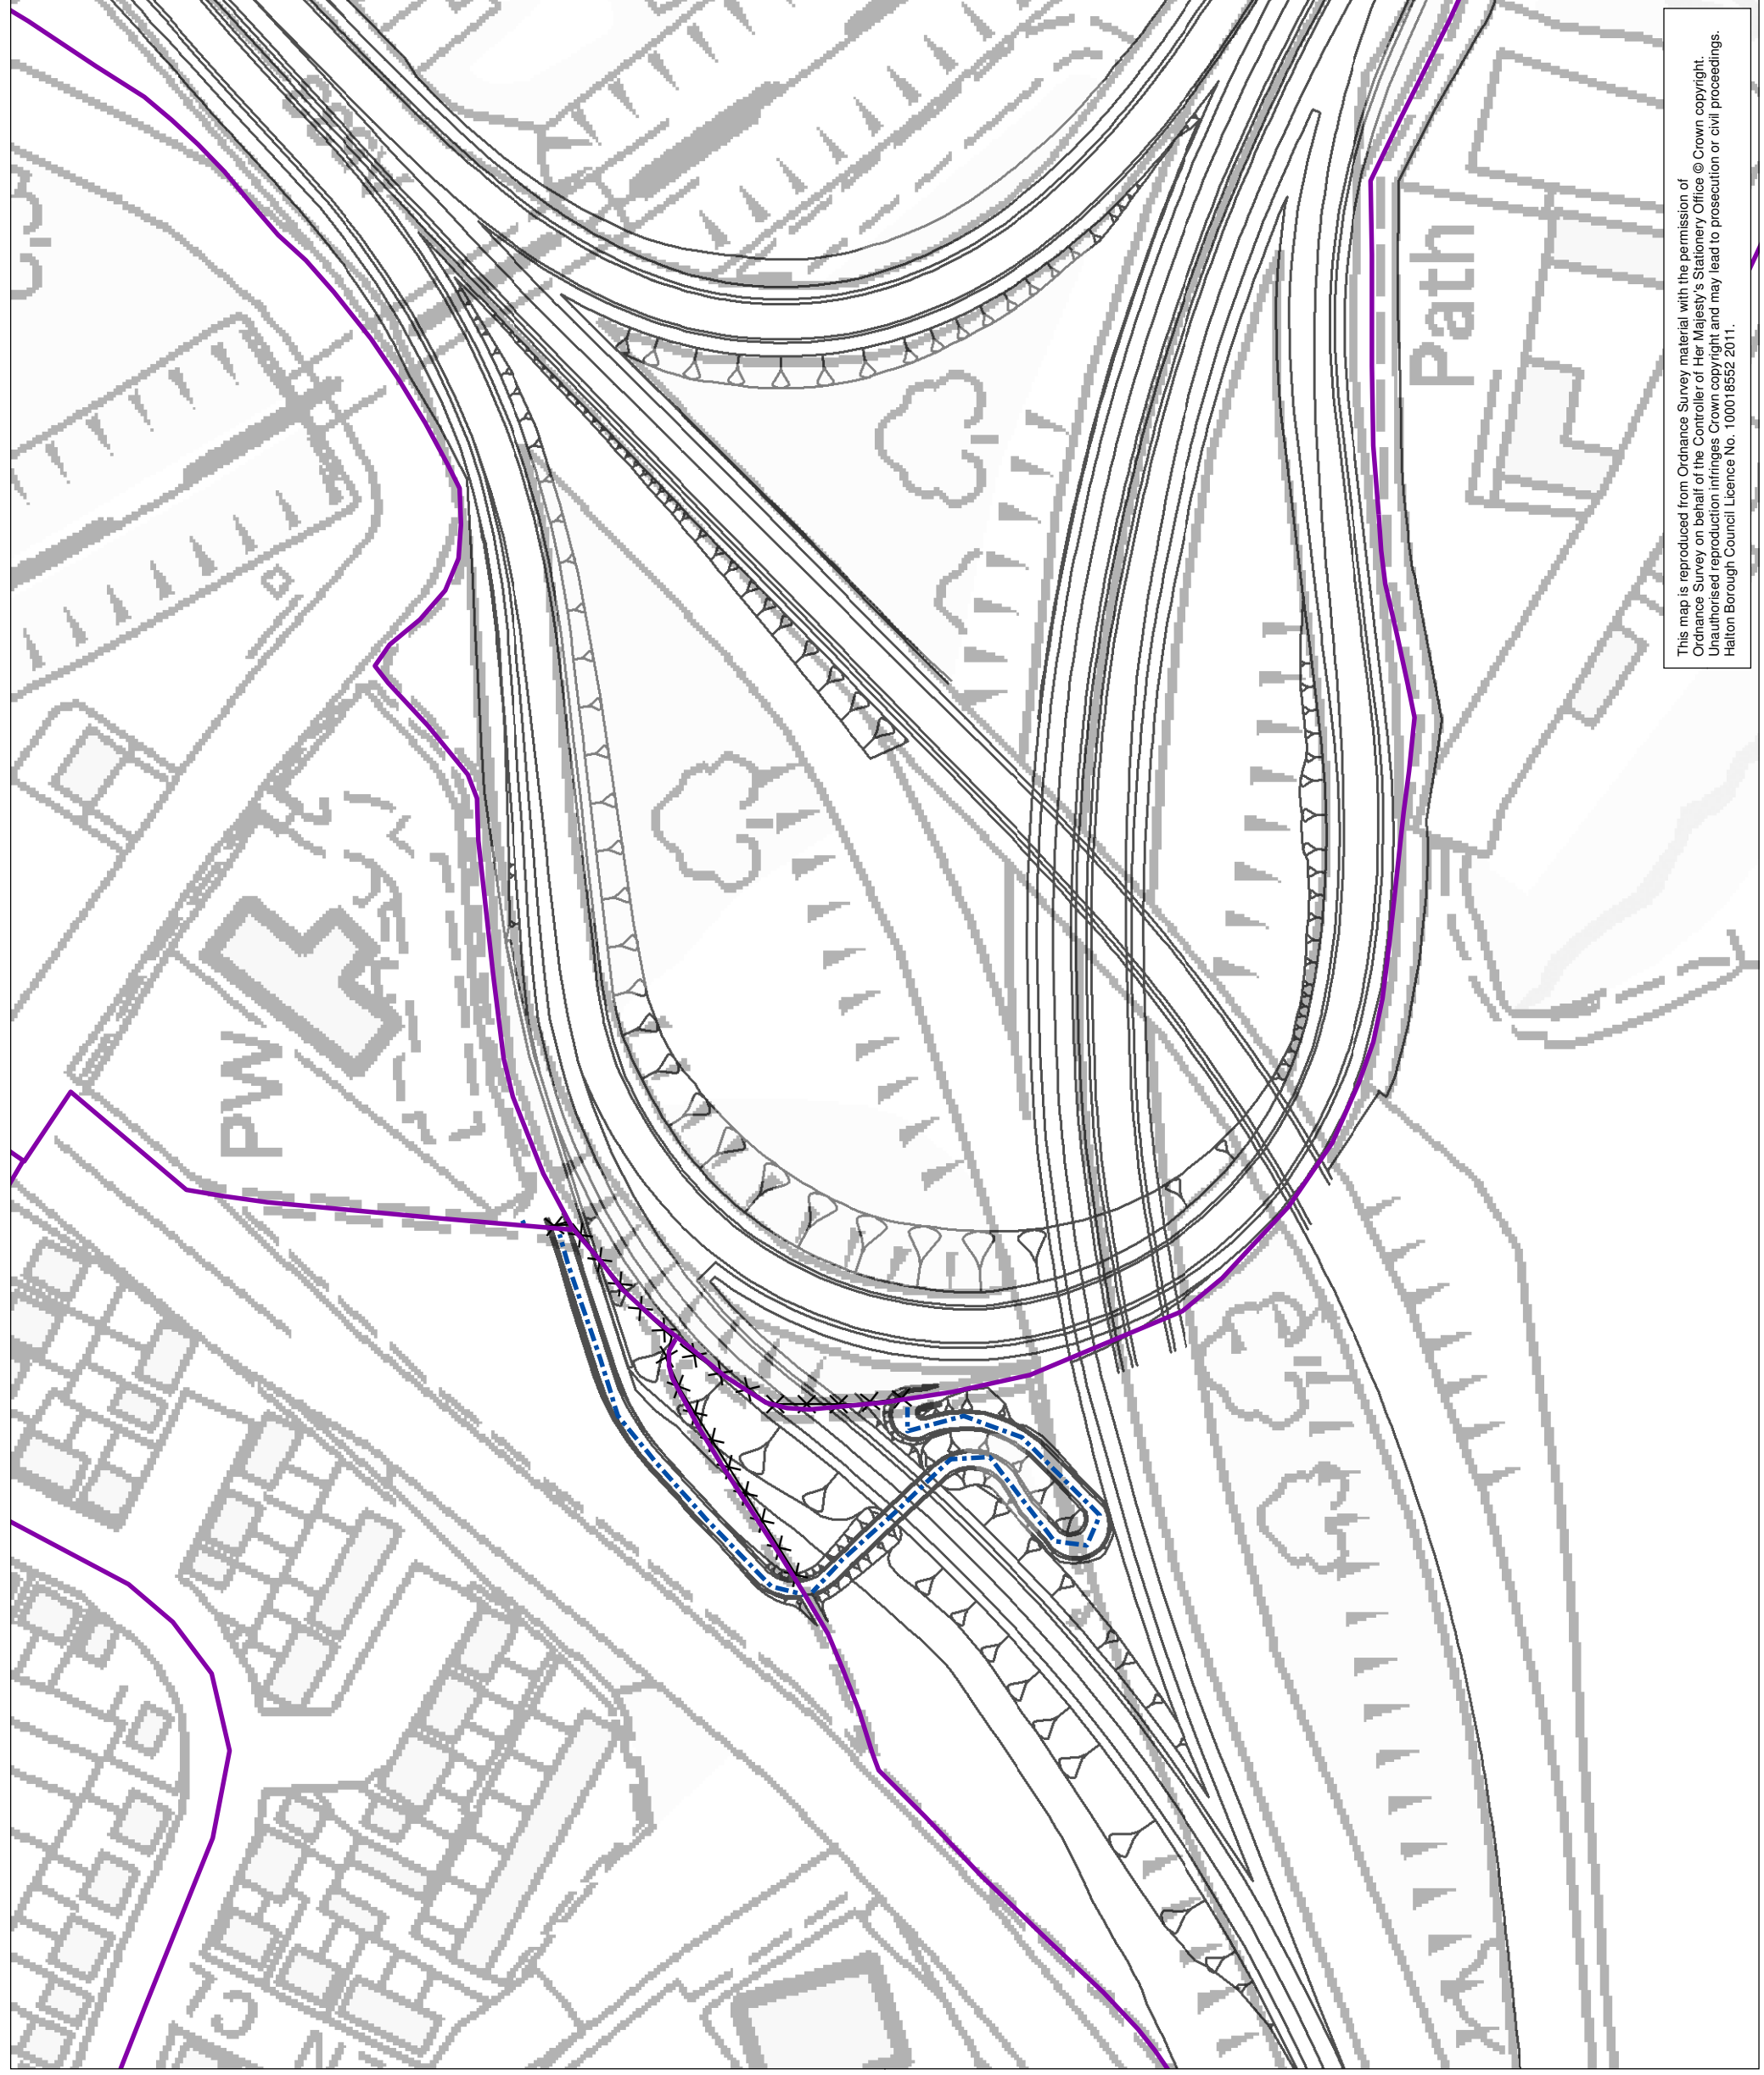 This map is reproduced from Ordnance Survey material with the permission of
Ordnance Survey on behalf of the Controller of Her Majesty's Stationery Office © Crown copyright.
Unauthorised reproduction infringes Crown copyright and may lead to prosecution or civil proceedings.
Halton Borough Council Licence No. 100018552 2011.
Path
PW